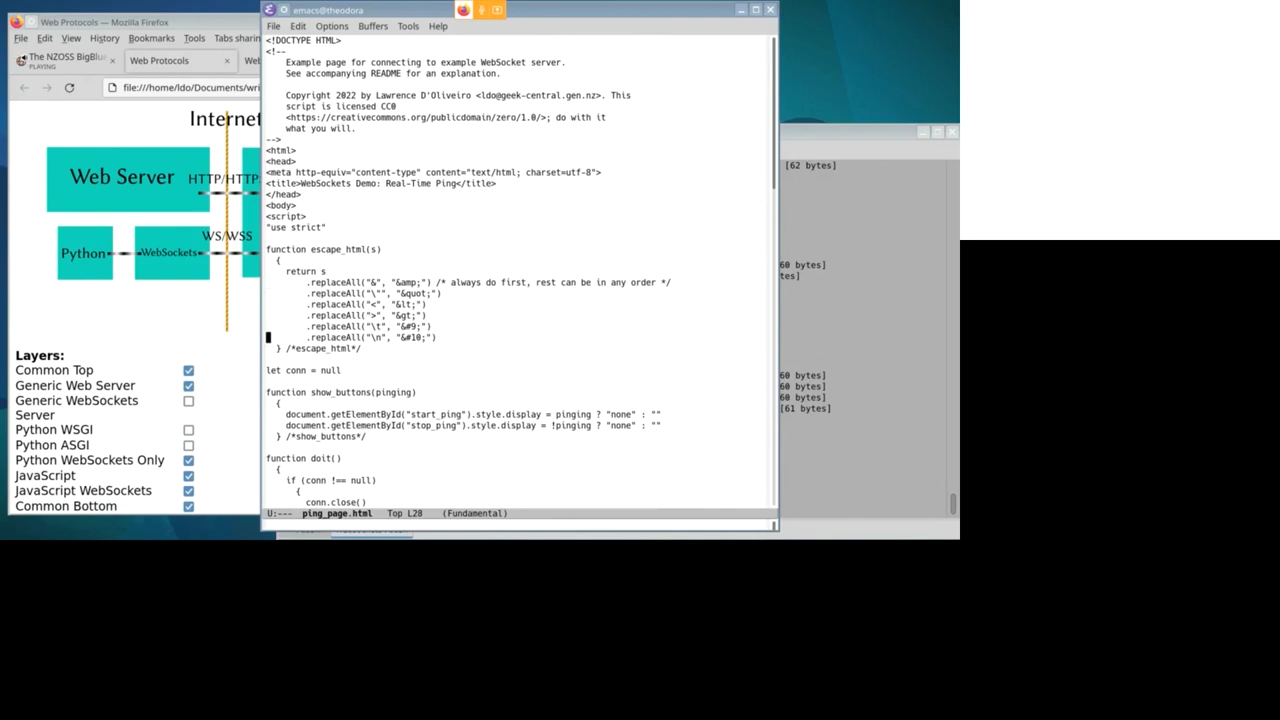 Web Protocols — Mozilla Firefox
File Edit View History Bookmarks Tools Tabs sharin
The NZOSS BigBlu
PLAYING
Web Protocols
Web
file:///home/ldo/Documents/wri
Internet
Web Server
HTTP/HTTP
WS/WSS
Python
WebSockets
Layers:
Common Top
Generic Web Server
Generic WebSockets
Server
Python WSGI
Python ASGI
Python WebSockets Only
JavaScript
JavaScript WebSockets
Common Bottom
emacs@theodora
File Edit Options Buffers Tools Help
<!DOCTYPE HTML>
<!--
    Example page for connecting to example WebSocket server.
    See accompanying README for an explanation.

    Copyright 2022 by Lawrence D'Oliveiro <ldo@geek-central.gen.nz>. This
    script is licensed CC0
    <https://creativecommons.org/publicdomain/zero/1.0/>; do with it
    what you will.
-->
<html>
<head>
<meta http-equiv="content-type" content="text/html; charset=utf-8">
<title>WebSockets Demo: Real-Time Ping</title>
</head>
<body>
<script>
"use strict"

function escape_html(s)
  {
    return s
        .replaceAll("&", "&amp;") /* always do first, rest can be in any order */
        .replaceAll("\"", "&quot;")
        .replaceAll("<", "&lt;")
        .replaceAll(">", "&gt;")
        .replaceAll("\t", "&#9;")
        .replaceAll("\n", "&#10;")
  } /*escape_html*/

let conn = null

function show_buttons(pinging)
  {
    document.getElementById("start_ping").style.display = pinging ? "none" : ""
    document.getElementById("stop_ping").style.display = !pinging ? "none" : ""
  } /*show_buttons*/

function doit()
  {
    if (conn !== null)
      {
        conn.close()
U:--- ping_page.html Top L28 (Fundamental)
[62 bytes]
60 bytes]
tes]
60 bytes]
60 bytes]
60 bytes]
[61 bytes]